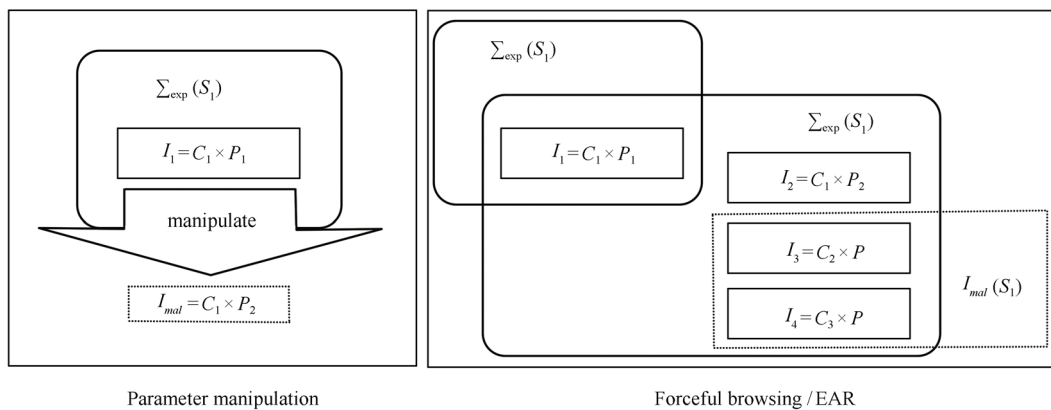 ∑exp (S1)
I1 = C1 × P1
manipulate
Imal = C1 × P2
Parameter manipulation
∑exp (S1)
∑exp (S1)
I1 = C1 × P1
I2 = C1 × P2
I3 = C2 × P
Imal (S1)
I4 = C3 × P
Forceful browsing / EAR